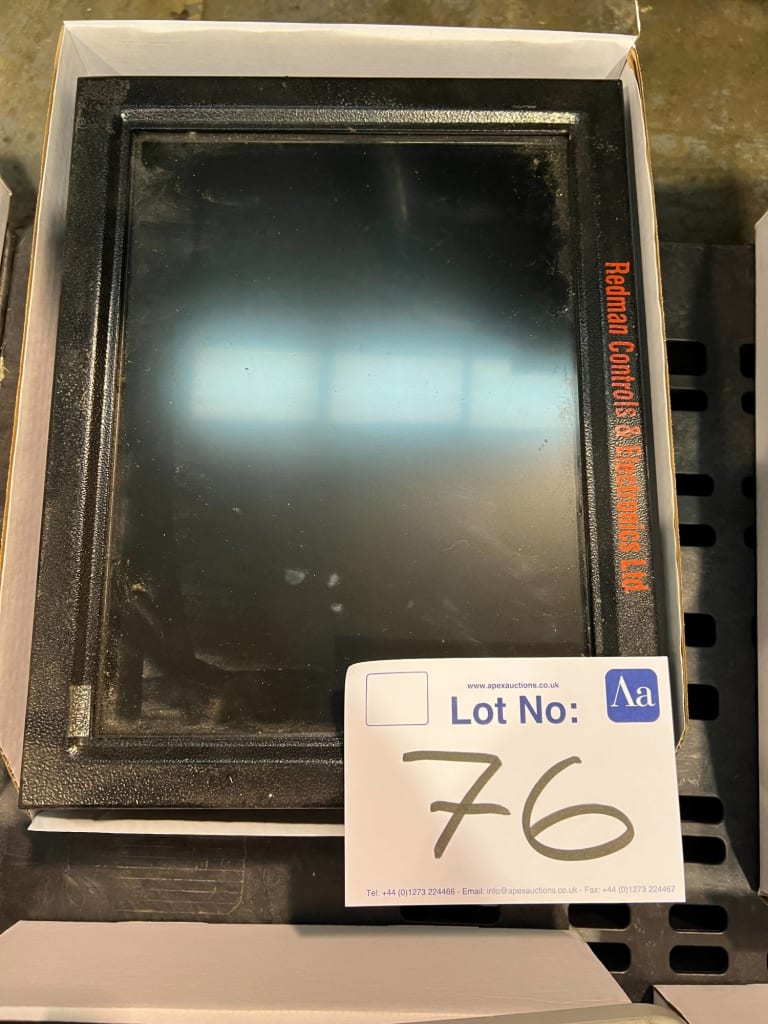 Redman Controls & Electronics Ltd
www.apexauctions.co.uk
Lot No:
Aa
76
Tel: +44 (0)1273 224466 - Email: info@apexauctions.co.uk - Fax: +44 (0)1273 224467